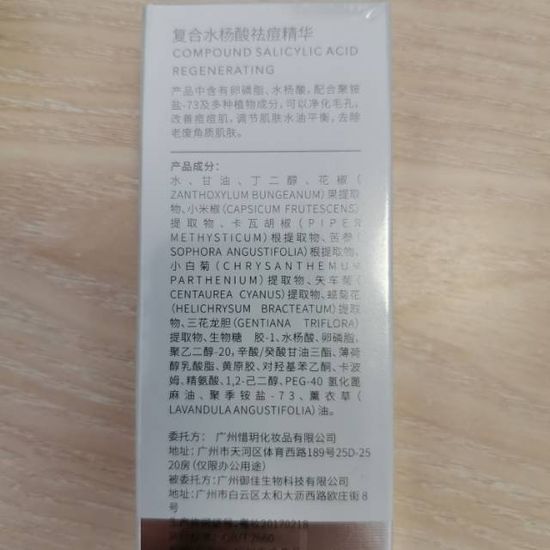 复合水杨酸祛痘精华
COMPOUND SALICYLIC ACID
REGENERATING
产品中含有卵磷脂、水杨酸，配合聚铵
盐-73及多种植物成分，可以净化毛孔，
改善痘痘肌，调节肌肤水油平衡，去除
老废角质肌肤。
产品成分：
水、甘油、丁二醇、花椒（
ZANTHOXYLUM BUNGEANUM）果提取
物、小米椒（CAPSICUM FRUTESCENS）
提取物、卡瓦胡椒（PIPER
METHYSTICUM）根提取物、苦参（
SOPHORA ANGUSTIFOLIA）根提取物、
小白菊（CHRYSANTHEMUM
PARTHENIUM）提取物、矢车菊（
CENTAUREA CYANUS）提取物、蜡菊花
（HELICHRYSUM BRACTEATUM）提取
物、三花龙胆（GENTIANA TRIFLORA）
提取物、生物糖胶-1、水杨酸、卵磷脂、
聚乙二醇-20、辛酸/癸酸甘油三酯、薄荷
醇乳酸酯、黄原胶、对羟基苯乙酮、卡波
姆、精氨酸、1,2-己二醇、PEG-40 氢化蓖
麻油、聚季铵盐-73、薰衣草（
LAVANDULA ANGUSTIFOLIA）油。
委托方：广州惜玥化妆品有限公司
地址：广州市天河区体育西路189号25D-25
20房（仅限办公用途）
被委托方：广州御佳生物科技有限公司
地址：广州市白云区太和大沥西路欧庄街8
号
20170218